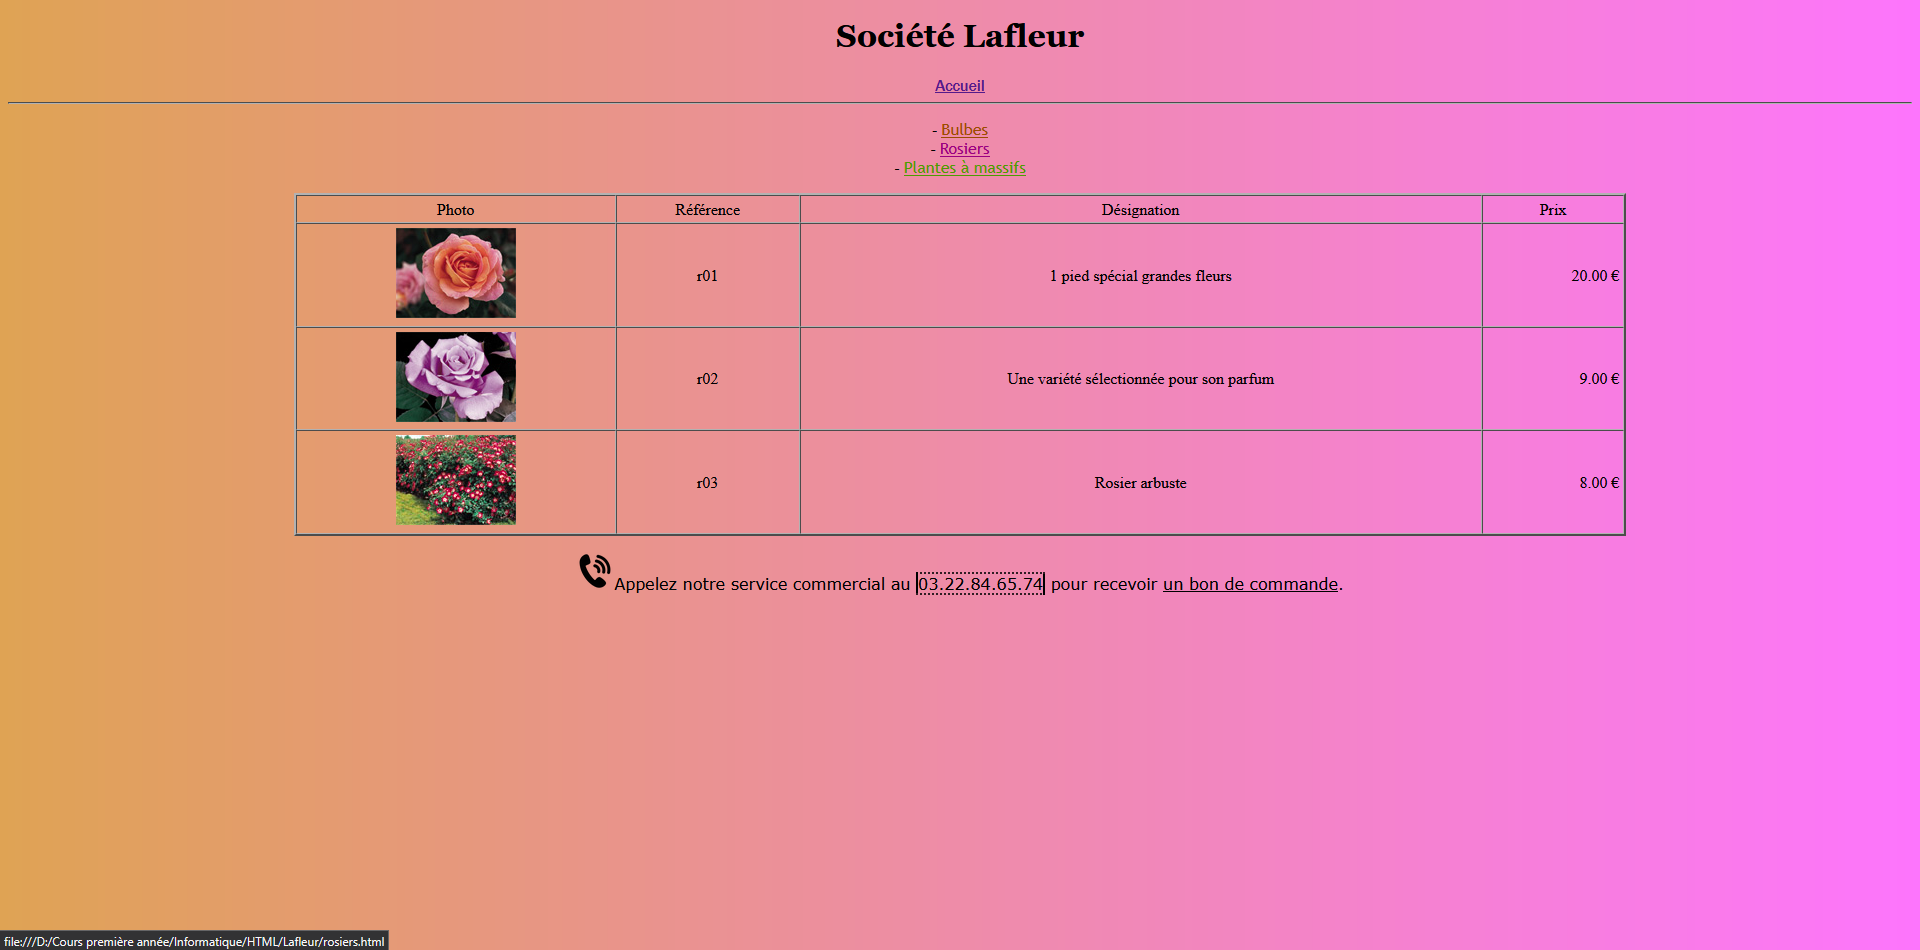 Société Lafleur
Accueil
- Bulbes
- Rosiers
- Plantes à massifs
Photo Référence Désignation Prix
r01 1 pied spécial grandes fleurs 20.00 €
r02 Une variété sélectionnée pour son parfum 9.00 €
r03 Rosier arbuste 8.00 €
Appelez notre service commercial au 03.22.84.65.74 pour recevoir un bon de commande.
file:///D:/Cours première année/Informatique/HTML/Lafleur/rosiers.html